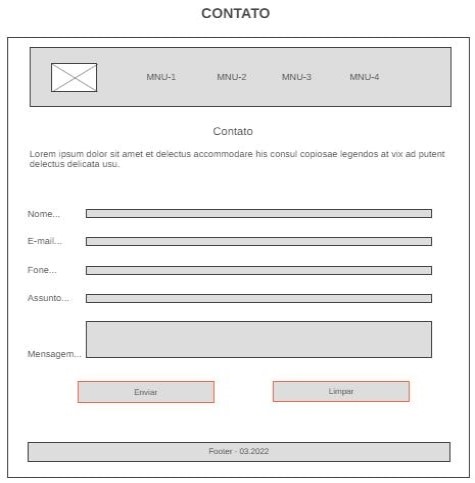 CONTATO
MNU-1 MNU-2 MNU-3 MNU-4
Contato
Lorem ipsum dolor sit amet et delectus accommodare his consul copiosae legendos at vix ad putent
delectus delicata usu.
Nome...
E-mail...
Fone...
Assunto...
Mensagem...
Enviar Limpar
Footer - 03.2022